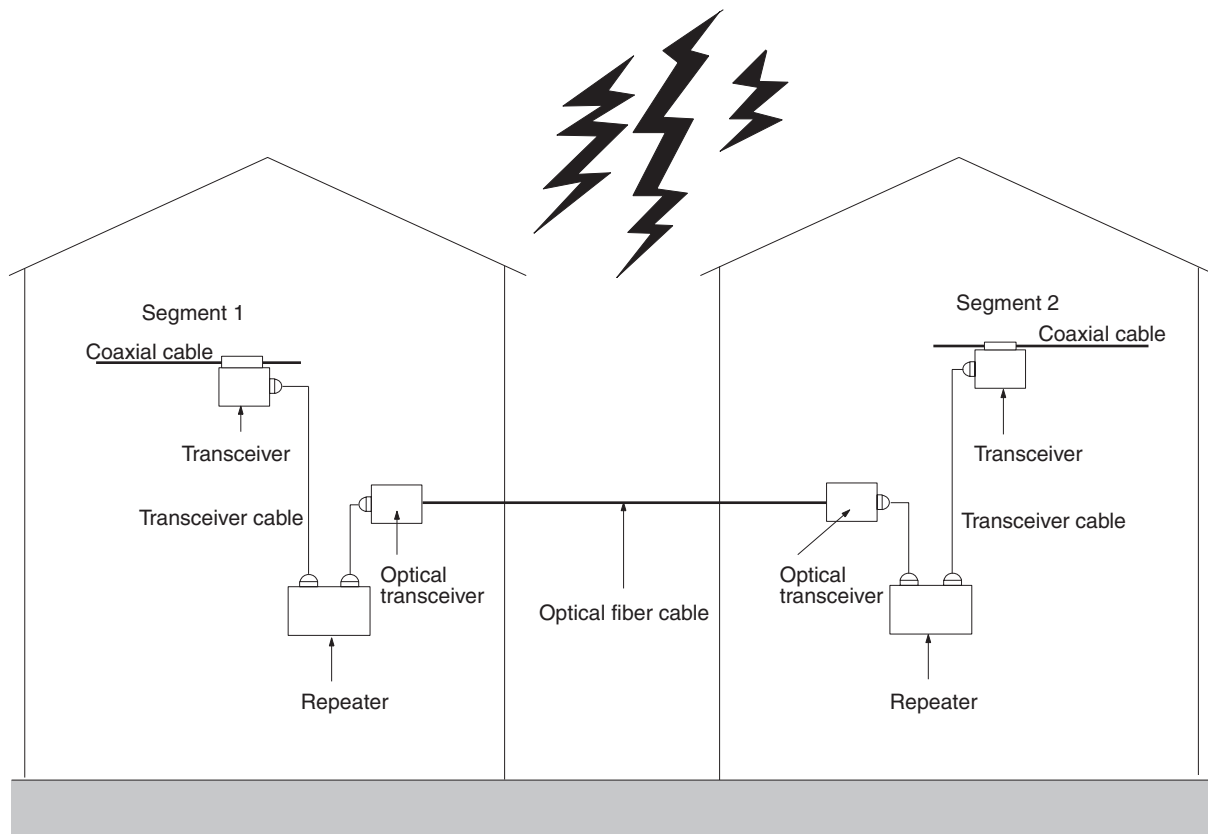 Segment 1
Coaxial cable
Transceiver
Transceiver cable
Optical
transceiver
Repeater
Optical fiber cable
Segment 2
Coaxial cable
Transceiver
Transceiver cable
Optical
transceiver
Repeater